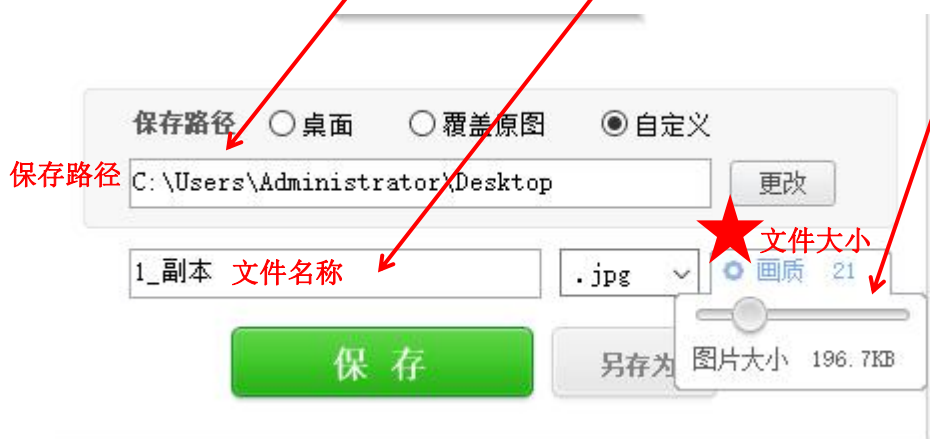 保存路径 桌面 覆盖原图 自定义
保存路径 C:\Users\Administrator\Desktop 更改
文件大小
1_副本 文件名称 .jpg 画质 21
保 存 另存为 图片大小 196.7KB